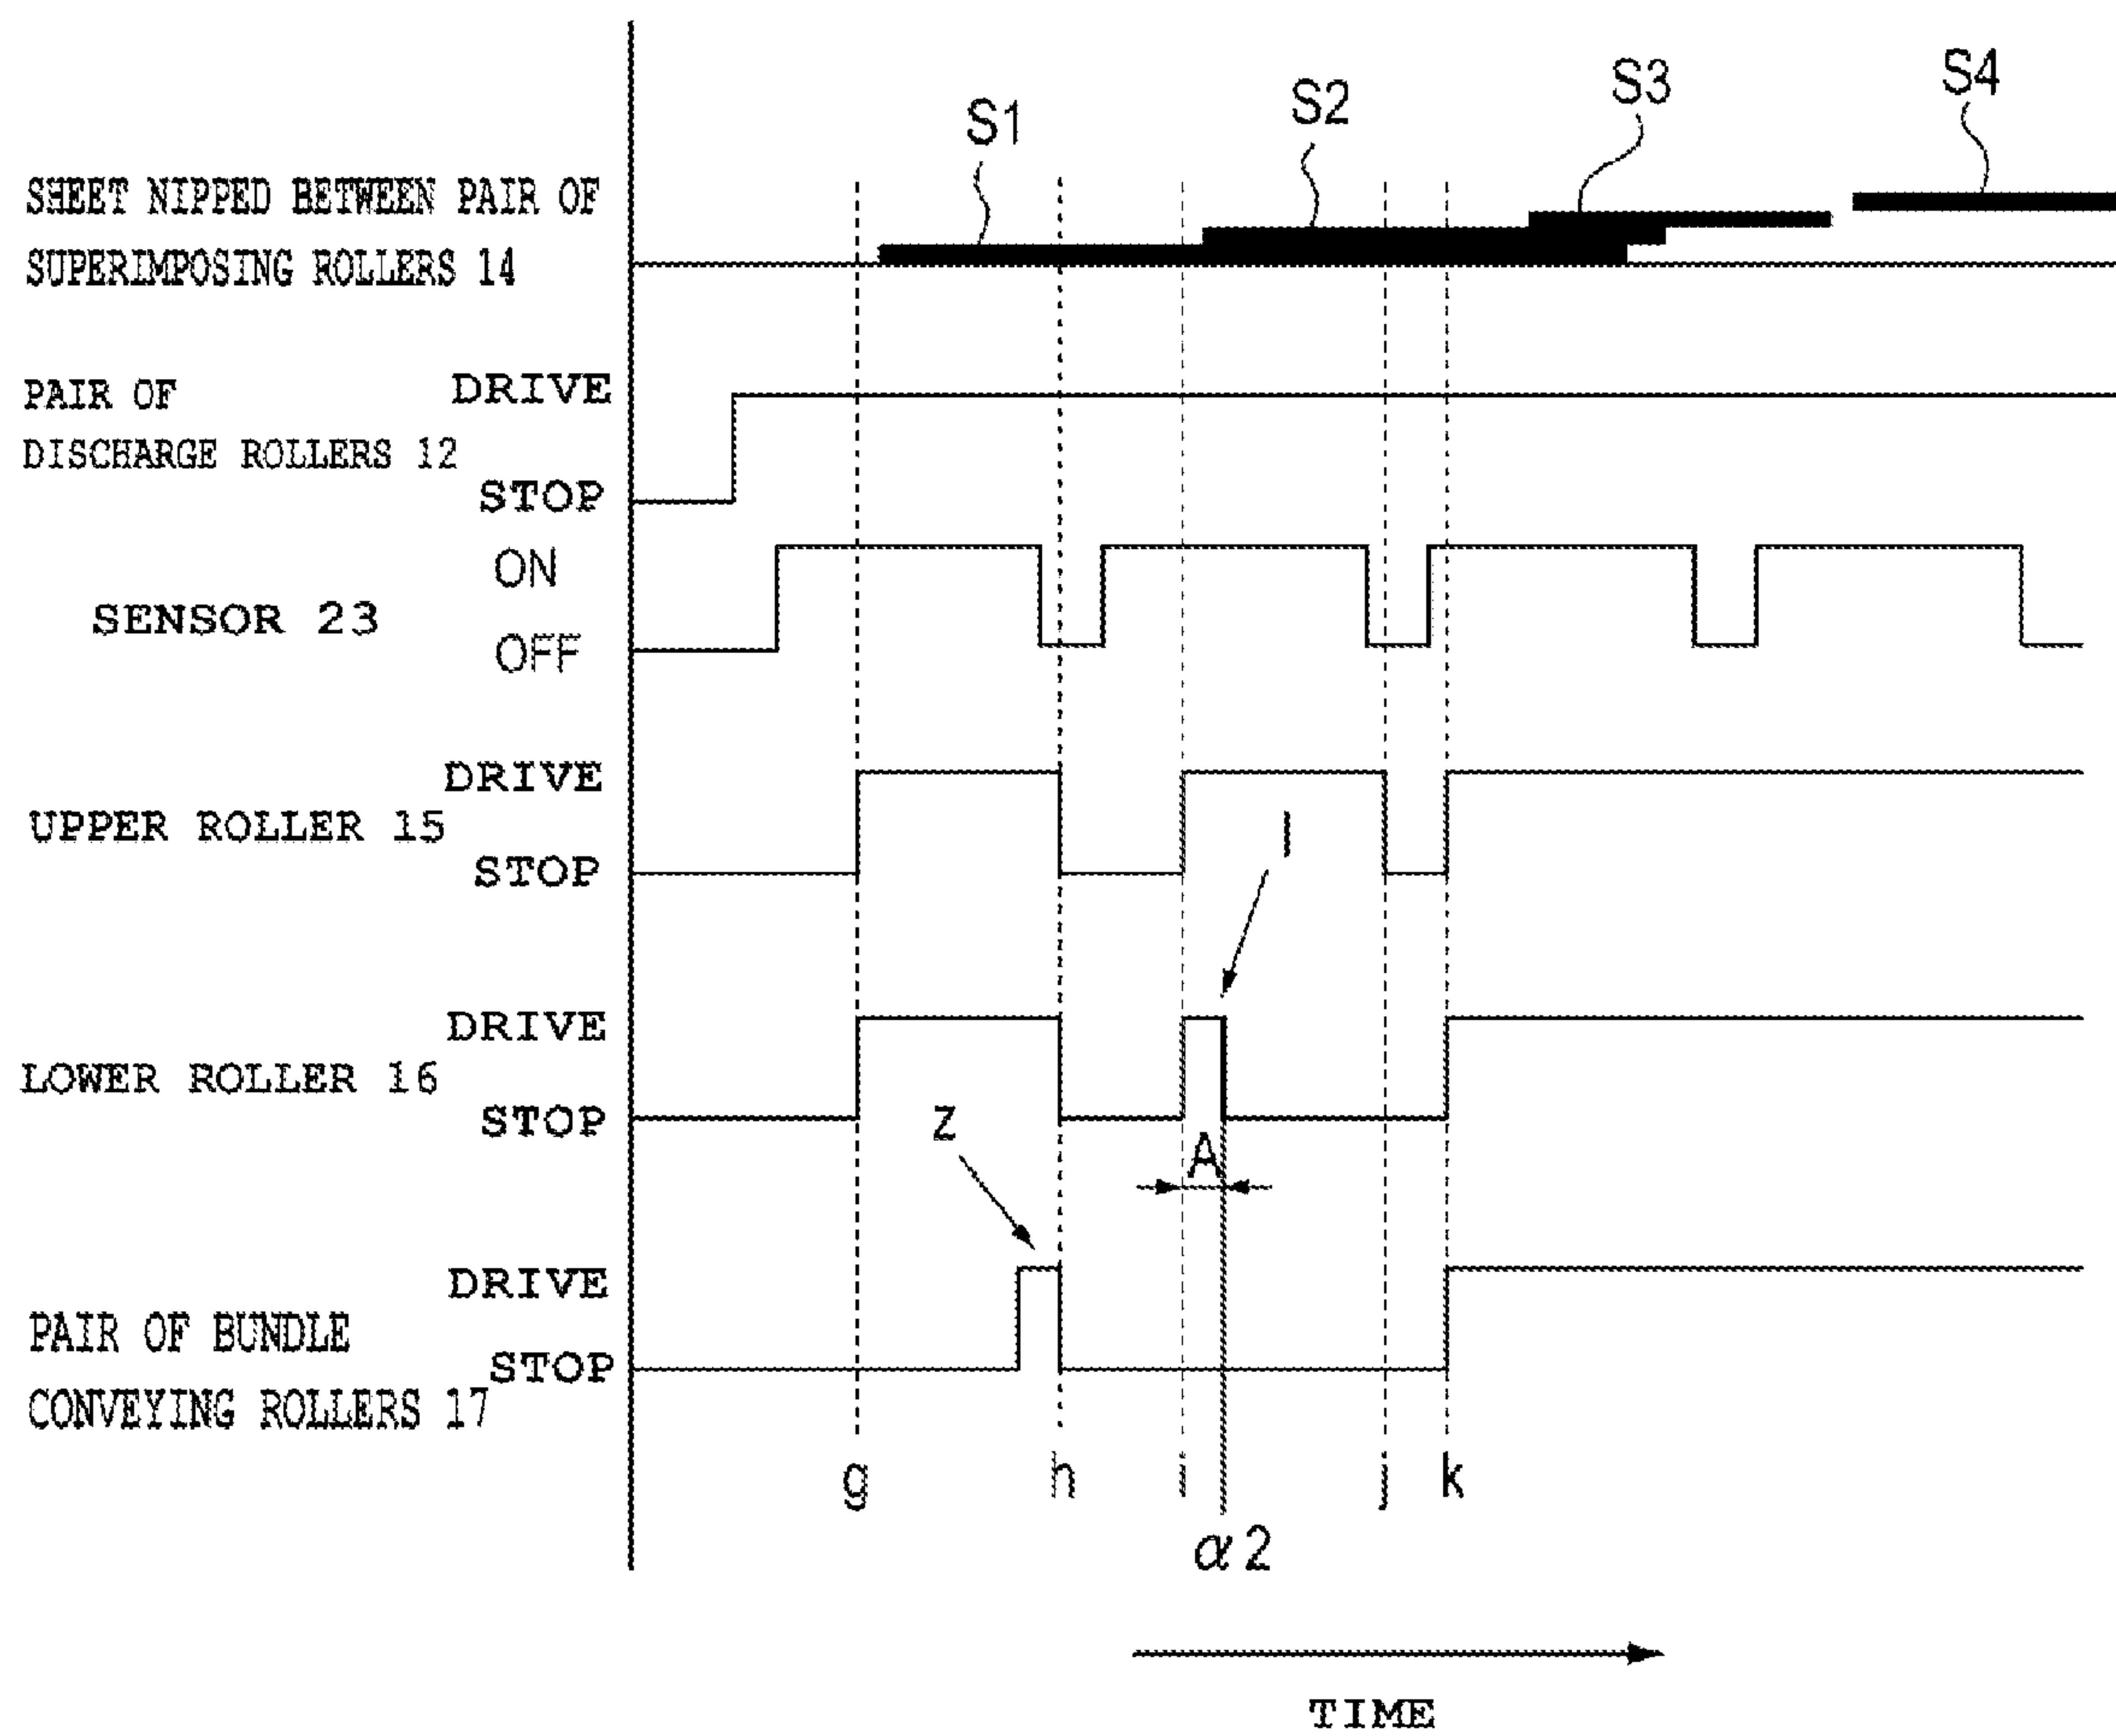 S1
S2
S3
S4
SHEET NIPPED BETWEEN PAIR OF
SUPERIMPOSING ROLLERS 14
PAIR OF
DISCHARGE ROLLERS 12
DRIVE
STOP
SENSOR 23
ON
OFF
UPPER ROLLER 15
DRIVE
STOP
l
LOWER ROLLER 16
DRIVE
STOP
z
A
PAIR OF BUNDLE
CONVEYING ROLLERS 17
DRIVE
STOP
g h i j k
α2
TIME